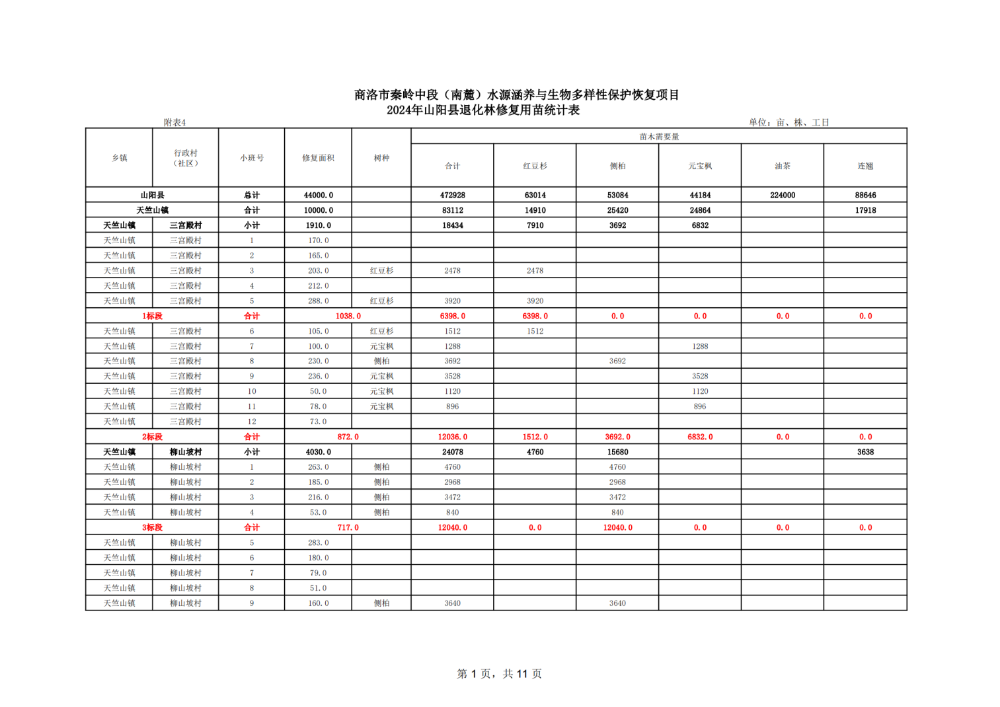 商洛市秦岭中段（南麓）水源涵养与生物多样性保护恢复项目
2024年山阳县退化林修复用苗统计表
附表4 单位：亩、株、工日
乡镇 行政村（社区） 小班号 修复面积 树种 苗木需要量
合计 红豆杉 侧柏 元宝枫 油茶 连翘
山阳县 总计 44000.0 472928 63014 53084 44184 224000 88646
天竺山镇 合计 10000.0 83112 14910 25420 24864 17918
天竺山镇 三宫殿村 小计 1910.0 18434 7910 3692 6832
天竺山镇 三宫殿村 1 170.0
天竺山镇 三宫殿村 2 165.0
天竺山镇 三宫殿村 3 203.0 红豆杉 2478 2478
天竺山镇 三宫殿村 4 212.0
天竺山镇 三宫殿村 5 288.0 红豆杉 3920 3920
1标段 合计 1038.0 6398.0 6398.0 0.0 0.0 0.0 0.0
天竺山镇 三宫殿村 6 105.0 红豆杉 1512 1512
天竺山镇 三宫殿村 7 100.0 元宝枫 1288 1288
天竺山镇 三宫殿村 8 230.0 侧柏 3692 3692
天竺山镇 三宫殿村 9 236.0 元宝枫 3528 3528
天竺山镇 三宫殿村 10 50.0 元宝枫 1120 1120
天竺山镇 三宫殿村 11 78.0 元宝枫 896 896
天竺山镇 三宫殿村 12 73.0
2标段 合计 872.0 12036.0 1512.0 3692.0 6832.0 0.0 0.0
天竺山镇 柳山坡村 小计 4030.0 24078 4760 15680 3638
天竺山镇 柳山坡村 1 263.0 侧柏 4760 4760
天竺山镇 柳山坡村 2 185.0 侧柏 2968 2968
天竺山镇 柳山坡村 3 216.0 侧柏 3472 3472
天竺山镇 柳山坡村 4 53.0 侧柏 840 840
3标段 合计 717.0 12040.0 0.0 12040.0 0.0 0.0 0.0
天竺山镇 柳山坡村 5 283.0
天竺山镇 柳山坡村 6 180.0
天竺山镇 柳山坡村 7 79.0
天竺山镇 柳山坡村 8 51.0
天竺山镇 柳山坡村 9 160.0 侧柏 3640 3640
第 1 页，共 11 页